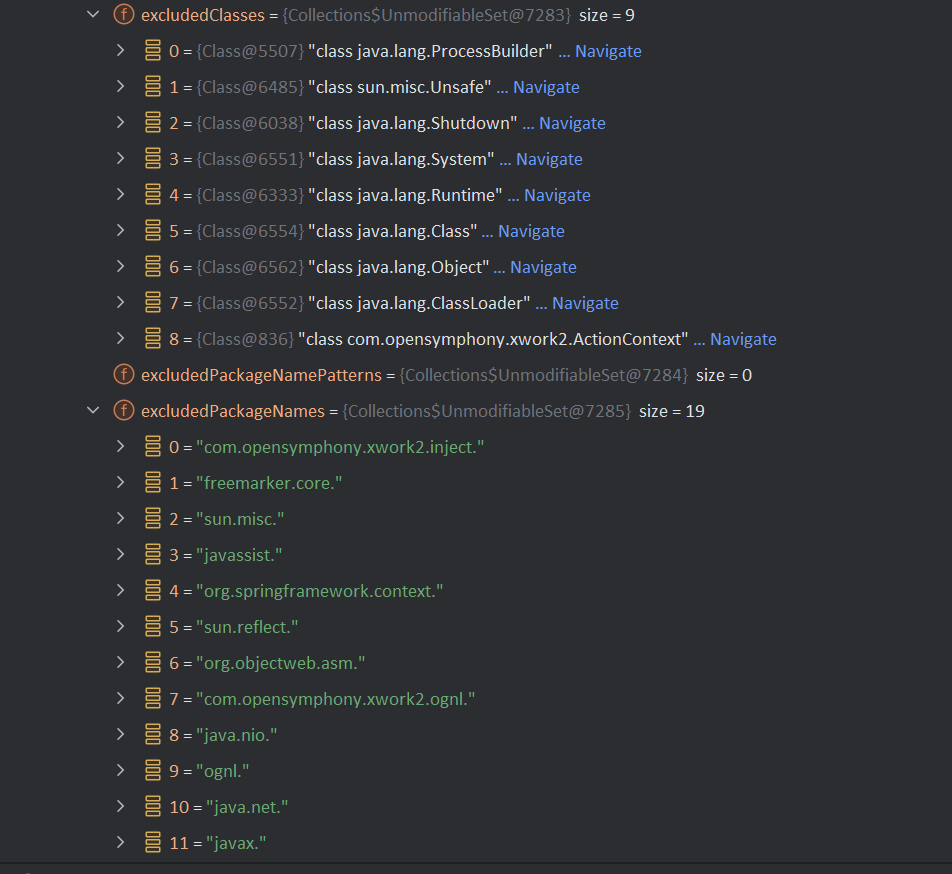 excludedClasses = {Collections$UnmodifiableSet@7283} size = 9
0 = {Class@5507} "class java.lang.ProcessBuilder" ... Navigate
1 = {Class@6485} "class sun.misc.Unsafe" ... Navigate
2 = {Class@6038} "class java.lang.Shutdown" ... Navigate
3 = {Class@6551} "class java.lang.System" ... Navigate
4 = {Class@6333} "class java.lang.Runtime" ... Navigate
5 = {Class@6554} "class java.lang.Class" ... Navigate
6 = {Class@6562} "class java.lang.Object" ... Navigate
7 = {Class@6552} "class java.lang.ClassLoader" ... Navigate
8 = {Class@836} "class com.opensymphony.xwork2.ActionContext" ... Navigate
excludedPackageNamePatterns = {Collections$UnmodifiableSet@7284} size = 0
excludedPackageNames = {Collections$UnmodifiableSet@7285} size = 19
0 = "com.opensymphony.xwork2.inject."
1 = "freemarker.core."
2 = "sun.misc."
3 = "javassist."
4 = "org.springframework.context."
5 = "sun.reflect."
6 = "org.objectweb.asm."
7 = "com.opensymphony.xwork2.ognl."
8 = "java.nio."
9 = "ognl."
10 = "java.net."
11 = "javax."